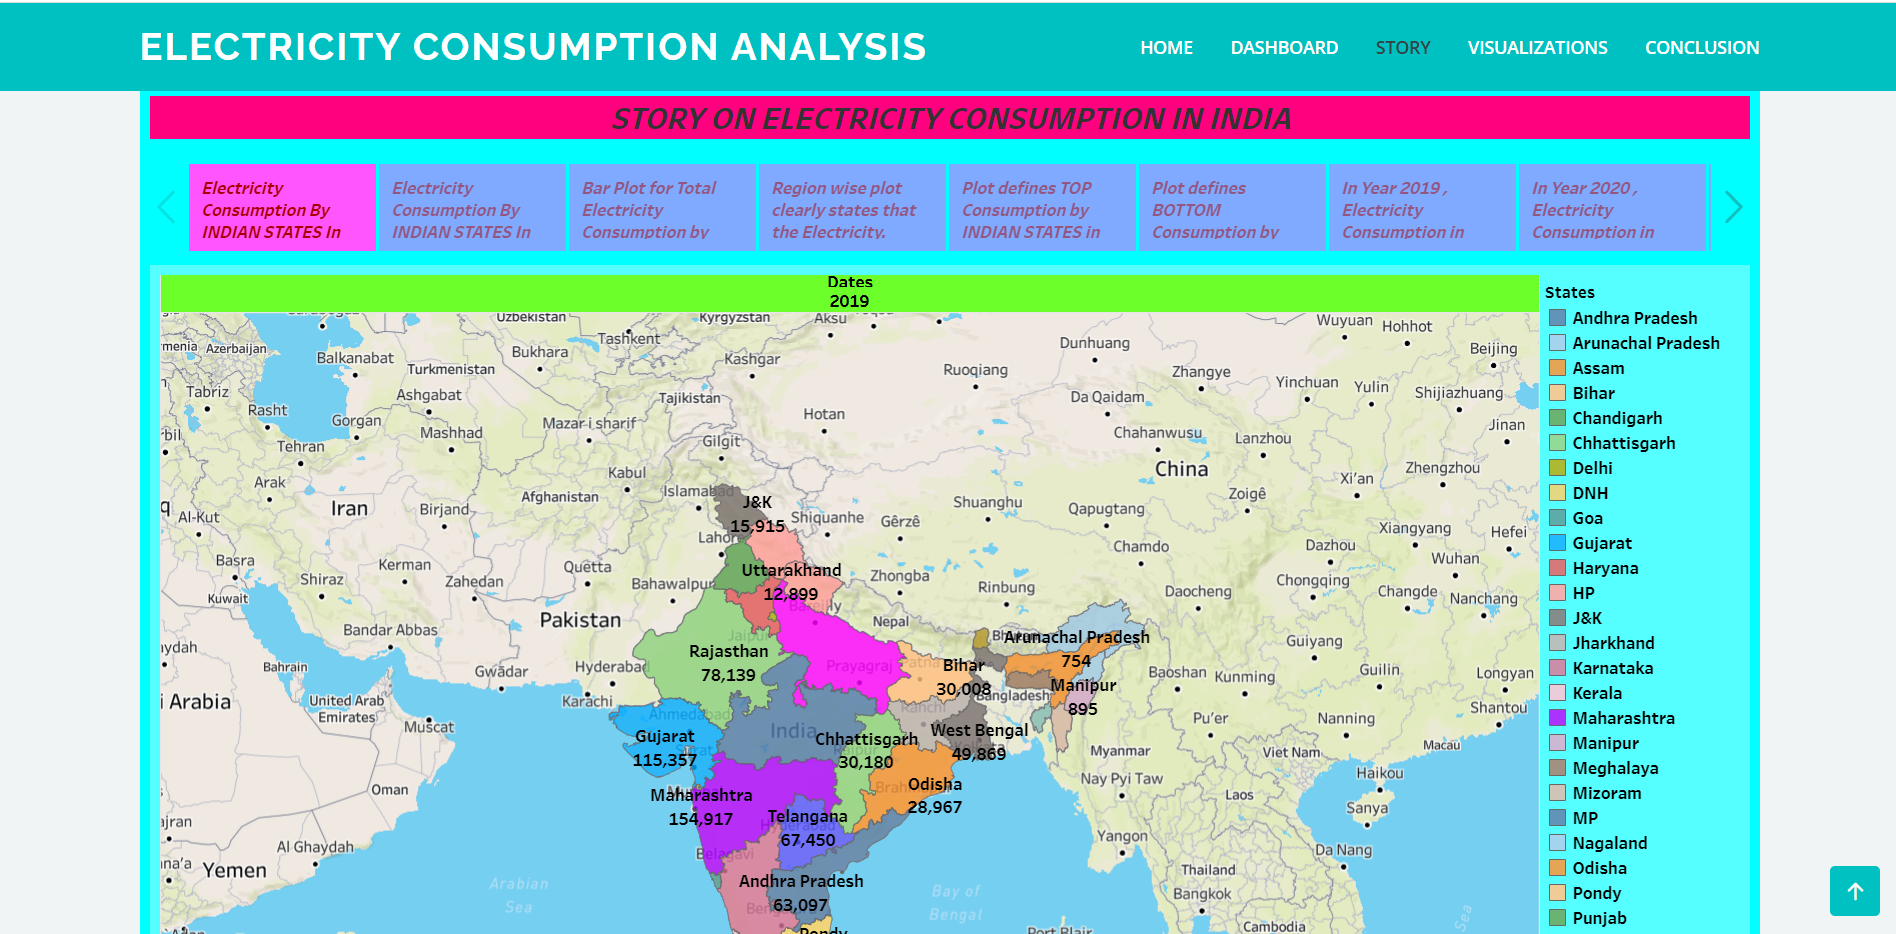 ELECTRICITY CONSUMPTION ANALYSIS
HOME DASHBOARD STORY VISUALIZATIONS CONCLUSION
STORY ON ELECTRICITY CONSUMPTION IN INDIA
Electricity
Consumption By
INDIAN STATES In
Electricity
Consumption By
INDIAN STATES In
Bar Plot for Total
Electricity
Consumption by
Region wise plot
clearly states that
the Electricity.
Plot defines TOP
Consumption by
INDIAN STATES in
Plot defines
BOTTOM
Consumption by
In Year 2019 ,
Electricity
Consumption in
In Year 2020 ,
Electricity
Consumption in
Dates
2019
Uzbekistan
Kyrgyzstan
Aksu
Wuyuan
Hohhot
Azerbaijan
Balkanabat
Bukhara
Tashkent
Kashgar
Dunhuang
Beijing
Turkmenistan
Ruoqiang
Zhangye
Yinchuan
Yulin
Shijiazhuang
Tabriz
Rasht
Ashgabat
Tajikistan
Da Qaidam
Gorgan
Mashhad
Mazar i sharif
Hotan
Chahanwusu
Lanzhou
Jinan
Tehran
Gilgit
China
Xi'an
Zhengzhou
Arak
Kabul
Zoigê
Afghanistan
Islamabad
Shuanghu
Qapugtang
Iran
Birjand
Al-Kut
J&K
15,915
Shiquanhe
Gêrzê
Xiangyang
Hefei
Lahor
Chamdo
Dazhou
Wuhan
Basra
Shiraz
Kerman
Zahedan
Quetta
Bahawalpur
Uttarakhand
12,899
Bareilly
Zhongba
Rinbung
Daocheng
Chongqing
Changde
Nanchang
Kuwait
Pakistan
Nepal
Bandar Abbas
Jaipur
Arunachal Pradesh
754
Guiyang
Bahrain
Gwādar
Hyderabad
Rajasthan
78,139
Prayagraj
Patna
Bihar
30,008
Manipur
895
Bangladesh
Baoshan
Kunming
Guilin
Longyan
United Arab
Emirates
Karachi
Ranchi
Shantou
Arabia
Muscat
Ahmedabad
Gujarat
115,357
Surat
India
Chhattisgarh
30,180
Raipur
West Bengal
49,869
Pu'er
Nanning
Macau
Myanmar
Viet Nam
Haikou
Nay Pyi Taw
Oman
Maharashtra
154,917
Telangana
67,450
Hyderabad
Odisha
28,967
Laos
Sanya
Al Ghaydah
Belagavi
Yangon
Da Nang
Yemen
Arabian
Sea
Andhra Pradesh
63,097
Bay of
Bengal
Thailand
Bangkok
Pondy
Port Blair
Cambodia
Sea
States
Andhra Pradesh
Arunachal Pradesh
Assam
Bihar
Chandigarh
Chhattisgarh
Delhi
DNH
Goa
Gujarat
Haryana
HP
J&K
Jharkhand
Karnataka
Kerala
Maharashtra
Manipur
Meghalaya
Mizoram
MP
Nagaland
Odisha
Pondy
Punjab